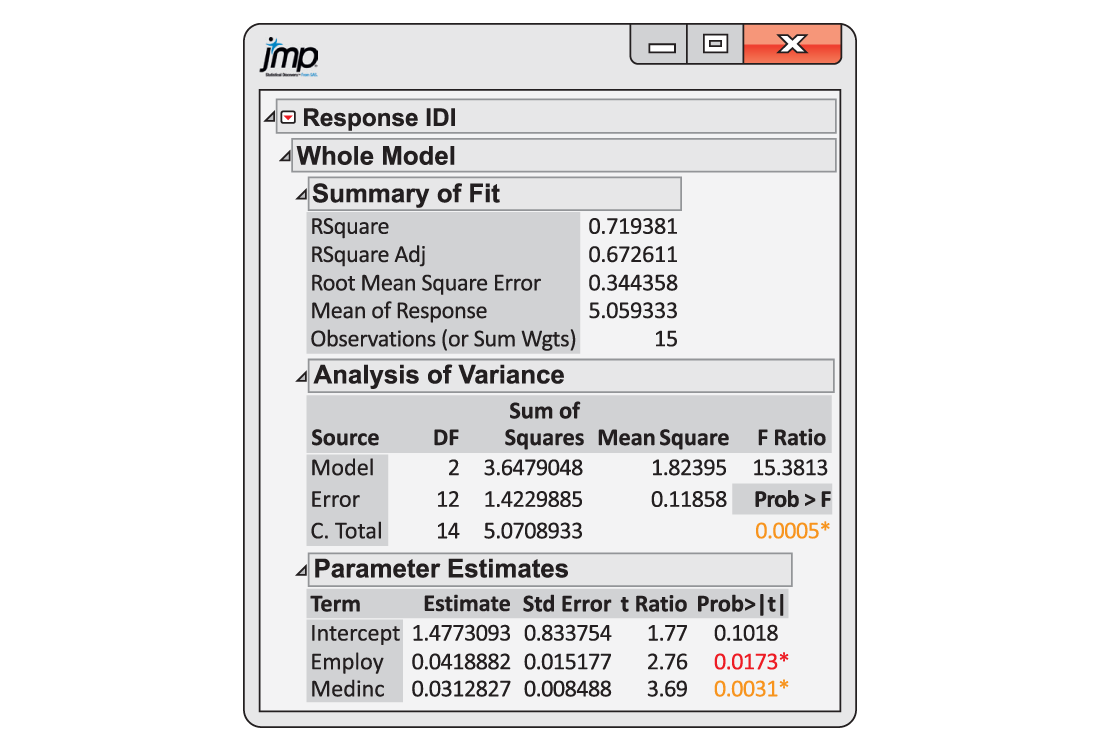 jmp
Response IDI
Whole Model
Summary of Fit
RSquare 0.719381
RSquare Adj 0.672611
Root Mean Square Error 0.344358
Mean of Response 5.059333
Observations (or Sum Wgts) 15
Analysis of Variance
Sum of
Source DF Squares Mean Square F Ratio
Model 2 3.6479048 1.82395 15.3813
Error 12 1.4229885 0.11858 Prob > F
C. Total 14 5.0708933 0.0005*
Parameter Estimates
Term Estimate Std Error t Ratio Prob>|t|
Intercept 1.4773093 0.833754 1.77 0.1018
Employ 0.0418882 0.015177 2.76 0.0173*
Medinc 0.0312827 0.008488 3.69 0.0031*